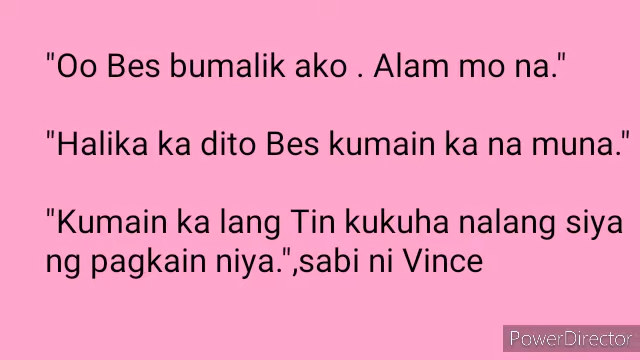 "Oo Bes bumalik ako . Alam mo na."
"Halika ka dito Bes kumain ka na muna."
"Kumain ka lang Tin kukuha nalang siya
ng pagkain niya.",sabi ni Vince
PowerDirector